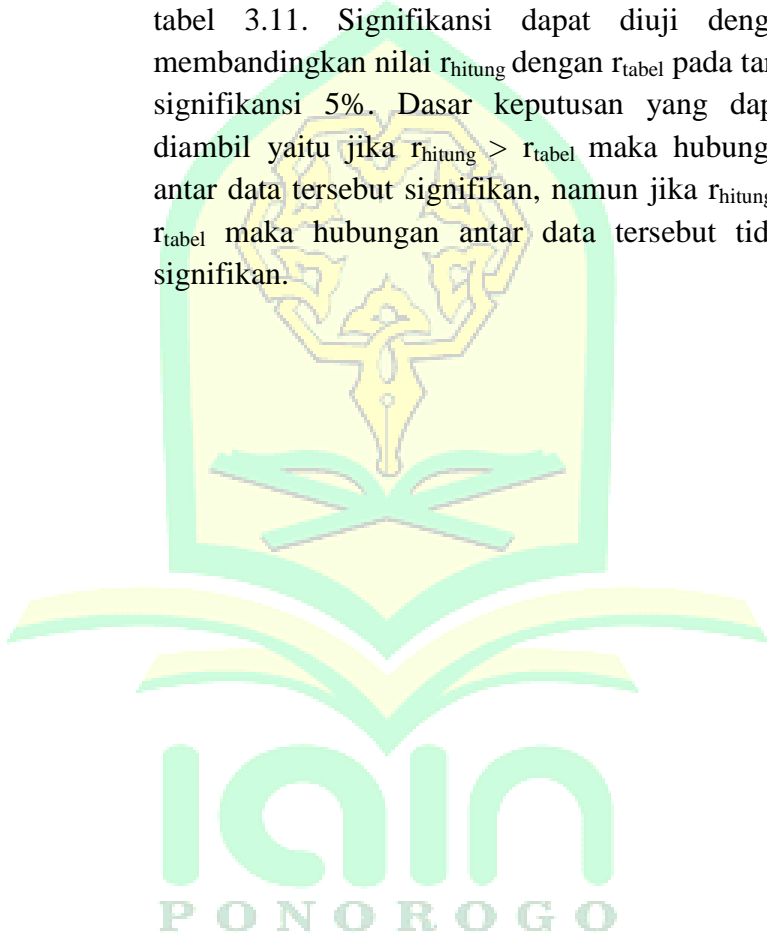 tabel 3.11. Signifikansi dapat diuji deng
membandingkan nilai rhitung dengan rtabel pada tar
signifikansi 5%. Dasar keputusan yang dap
diambil yaitu jika rhitung > rtabel maka hubung
antar data tersebut signifikan, namun jika rhitung
rtabel maka hubungan antar data tersebut tid
signifikan.
iain
PONOROGO